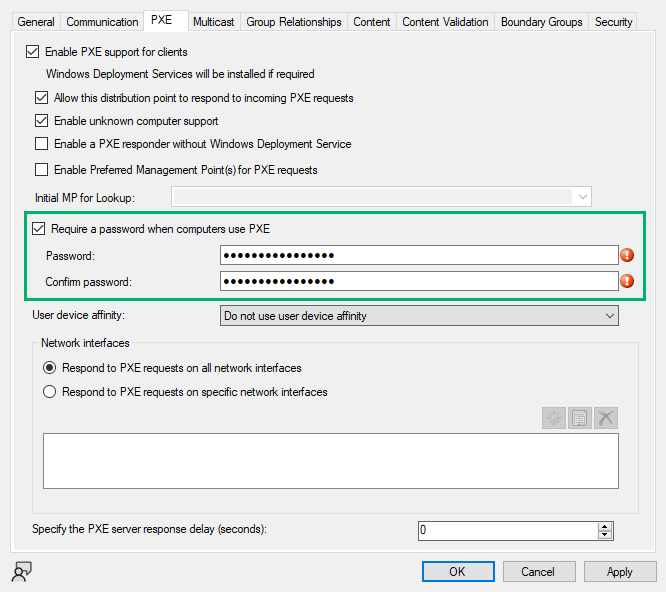 General Communication PXE Multicast Group Relationships Content Content Validation Boundary Groups Security
Enable PXE support for clients
Windows Deployment Services will be installed if required
Allow this distribution point to respond to incoming PXE requests
Enable unknown computer support
Enable a PXE responder without Windows Deployment Service
Enable Preferred Management Point(s) for PXE requests
Initial MP for Lookup:
Require a password when computers use PXE
Password: ●●●●●●●●●●●●●●●●
Confirm password: ●●●●●●●●●●●●●●●●
User device affinity: Do not use user device affinity
Network interfaces
Respond to PXE requests on all network interfaces
Respond to PXE requests on specific network interfaces
Specify the PXE server response delay (seconds): 0
OK Cancel Apply